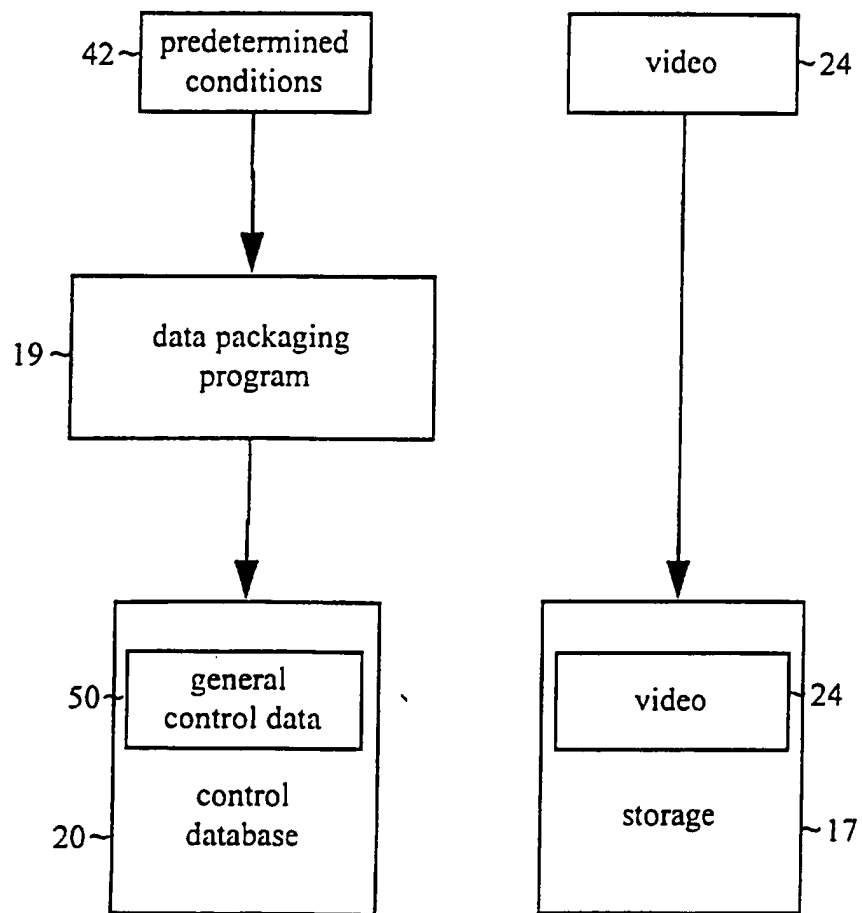 42~
predetermined
conditions
video
~24
19~
data packaging
program
50~
general
control data
video
24
control
database
20~
storage
~17